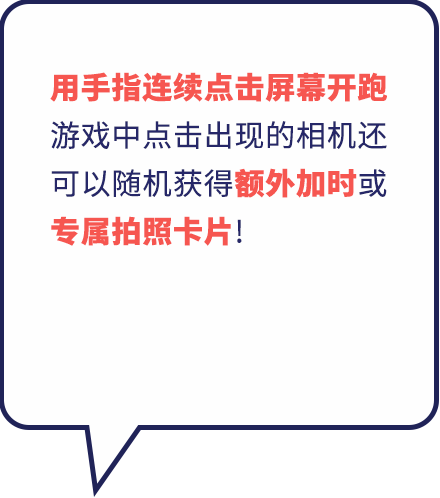 用手指连续点击屏幕开跑
游戏中点击出现的相机还
可以随机获得额外加时或
专属拍照卡片!